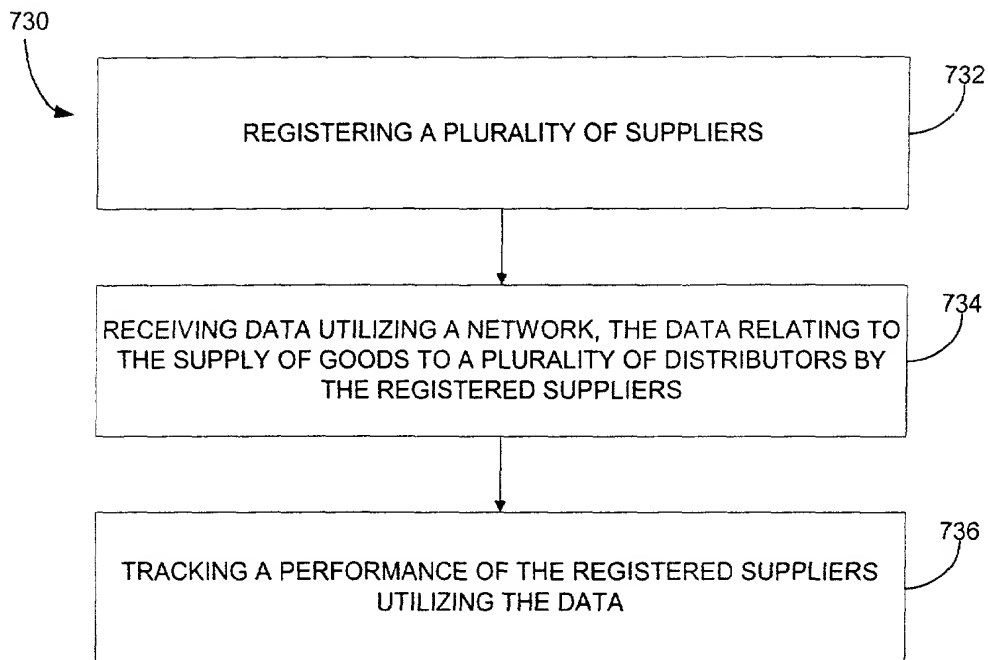 730
732
REGISTERING A PLURALITY OF SUPPLIERS
734
RECEIVING DATA UTILIZING A NETWORK, THE DATA RELATING TO
THE SUPPLY OF GOODS TO A PLURALITY OF DISTRIBUTORS BY
THE REGISTERED SUPPLIERS
736
TRACKING A PERFORMANCE OF THE REGISTERED SUPPLIERS
UTILIZING THE DATA